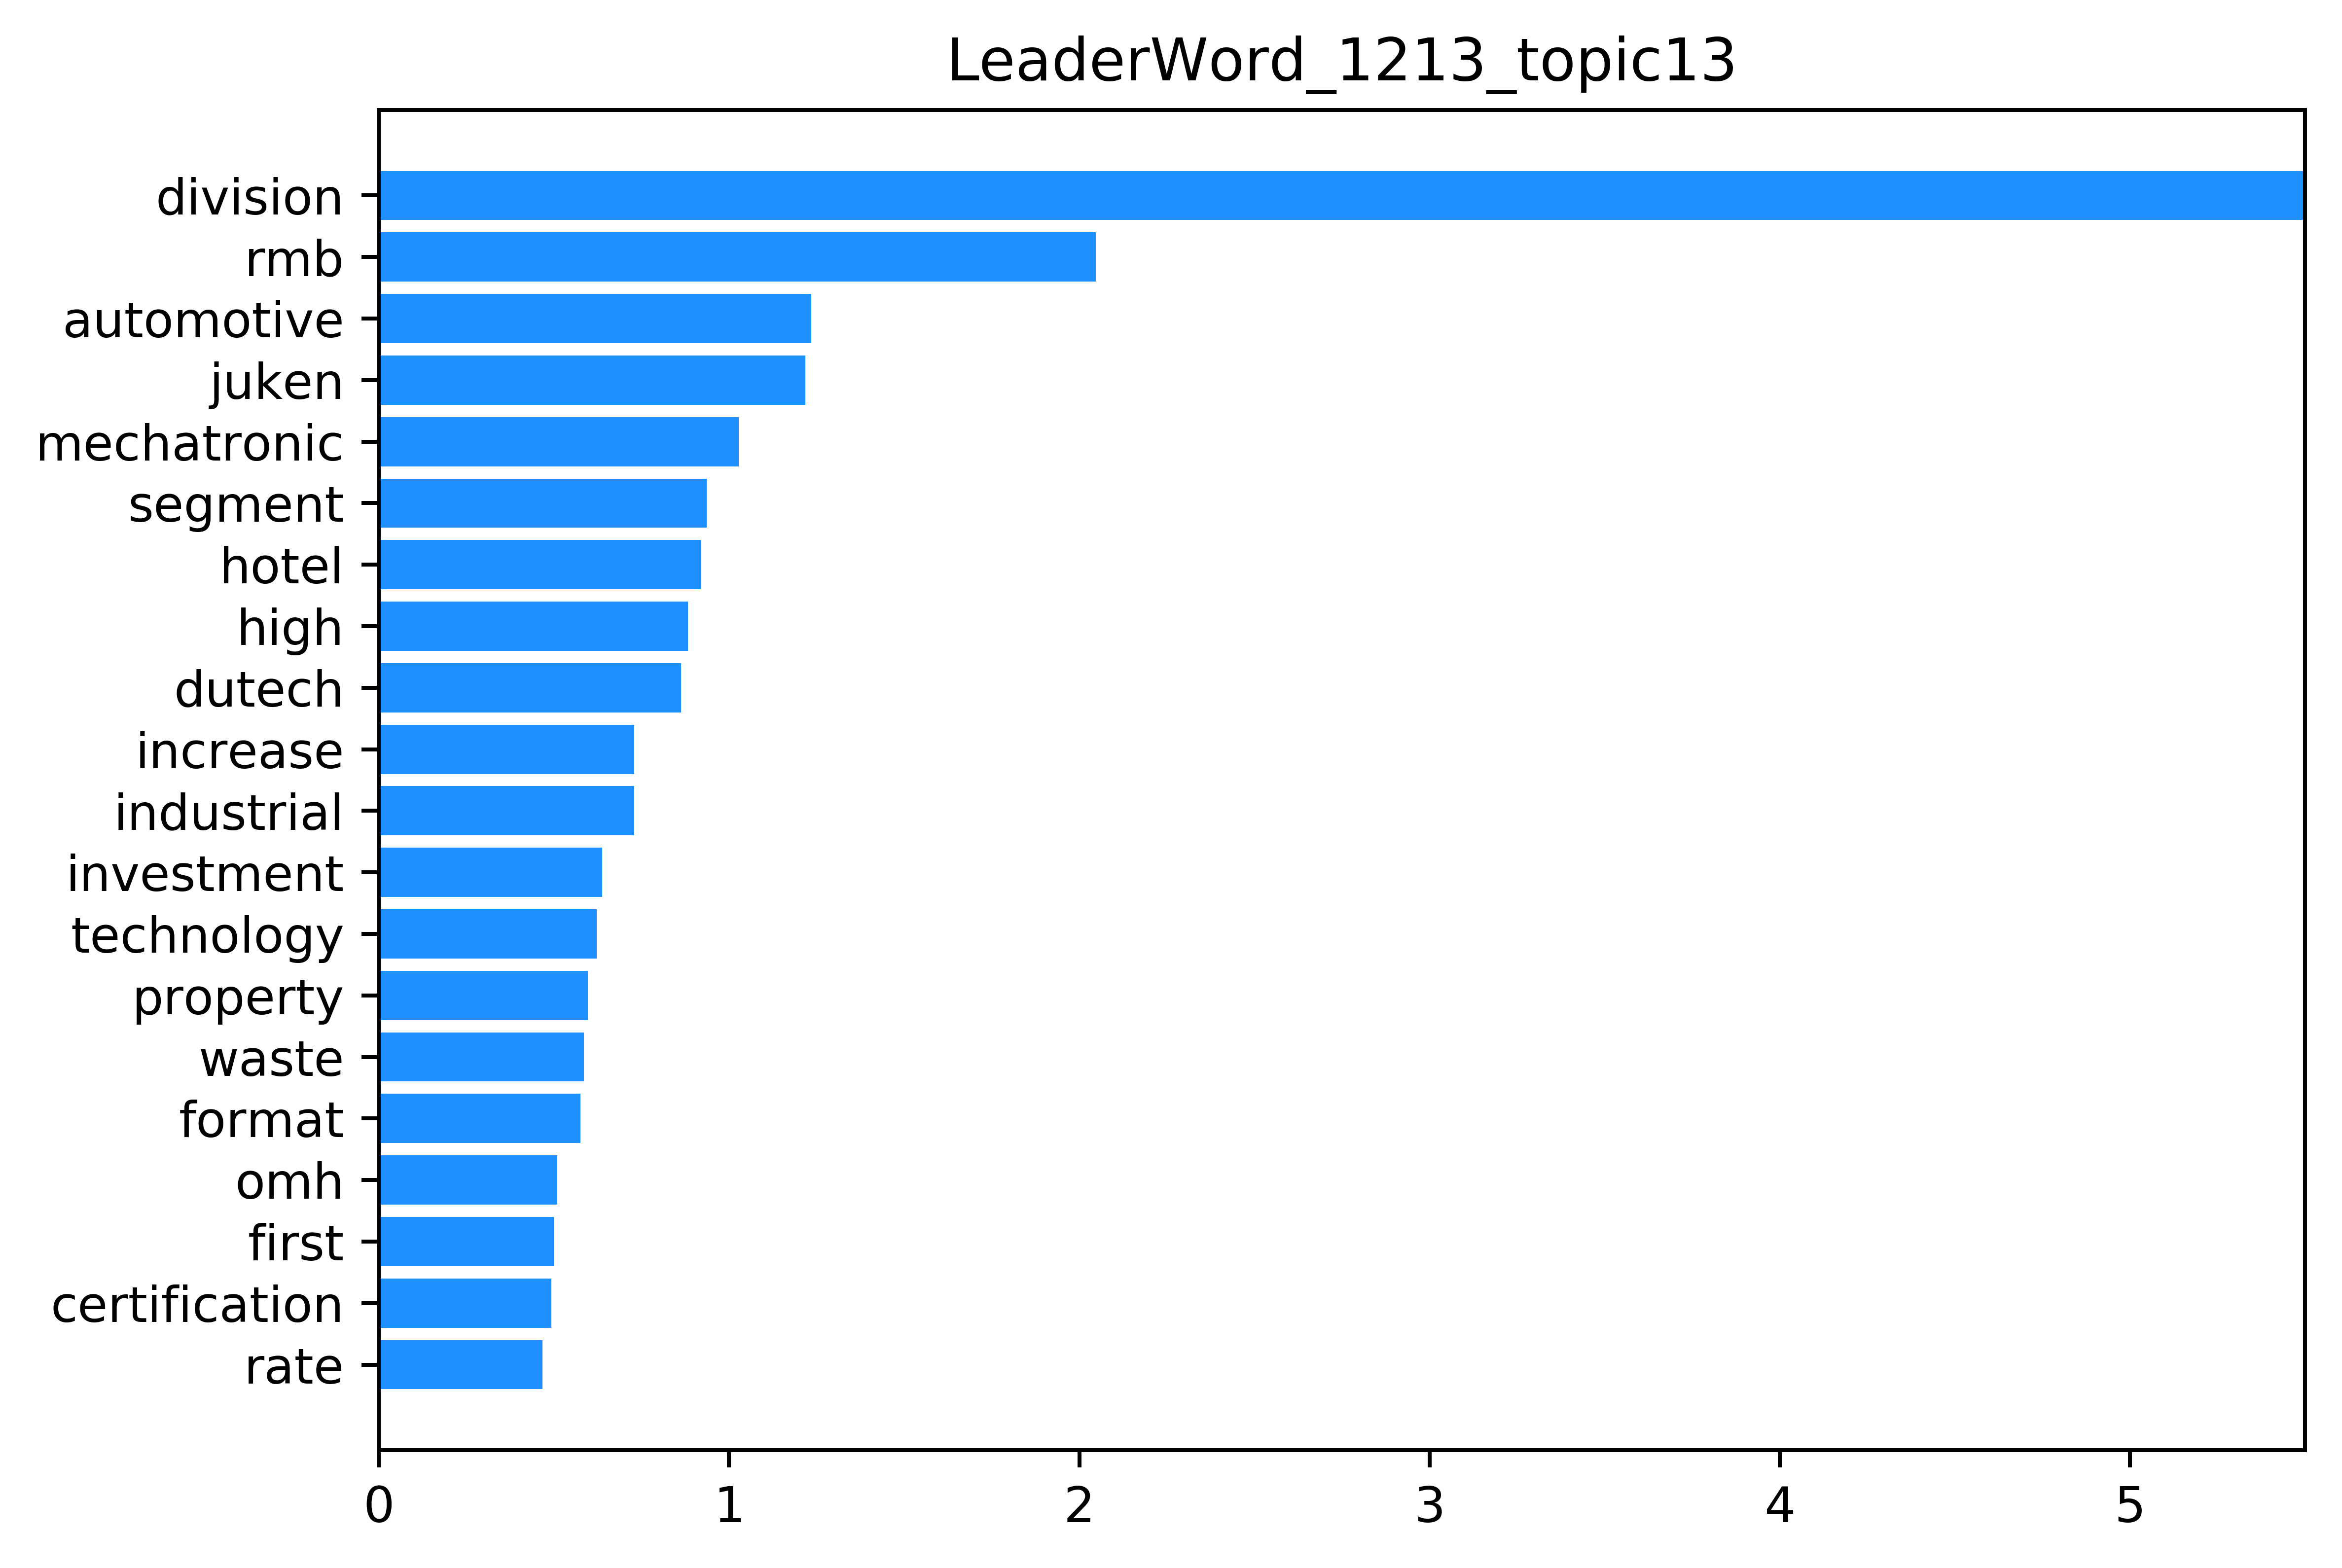 LeaderWord_1213_topic13
division
rmb
automotive
juken
mechatronic
segment
hotel
high
dutech
increase
industrial
investment
technology
property
waste
format
omh
first
certification
rate
0 1 2 3 4 5